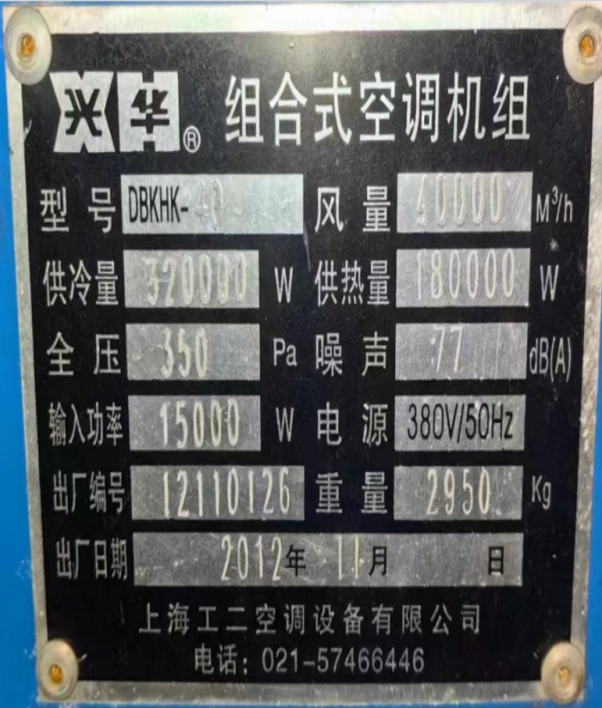 兴华® 组合式空调机组
型号 DBKHK-40 风量 40000 M³/h
供冷量 320000 W 供热量 180000 W
全压 350 Pa 噪声 77 dB(A)
输入功率 15000 W 电源 380V/50Hz
出厂编号 12110126 重量 2950 Kg
出厂日期 2012年 11月 日
上海工二空调设备有限公司
电话：021-57466446